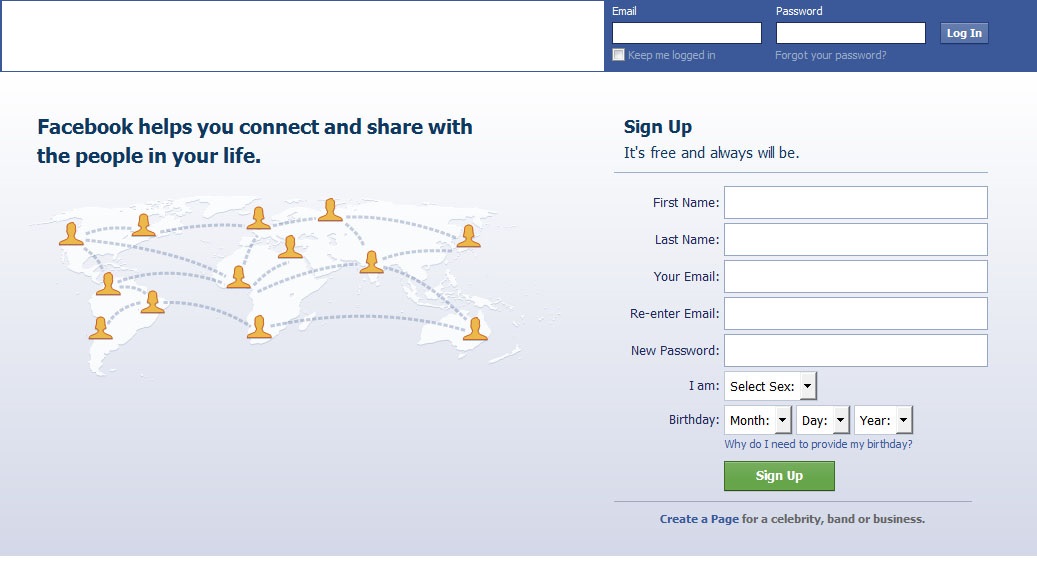 Email
Password
Log In
Keep me logged in
Forgot your password?
Facebook helps you connect and share with
the people in your life.
Sign Up
It's free and always will be.
First Name:
Last Name:
Your Email:
Re-enter Email:
New Password:
I am:
Select Sex:
Birthday:
Month:
Day:
Year:
Why do I need to provide my birthday?
Sign Up
Create a Page for a celebrity, band or business.